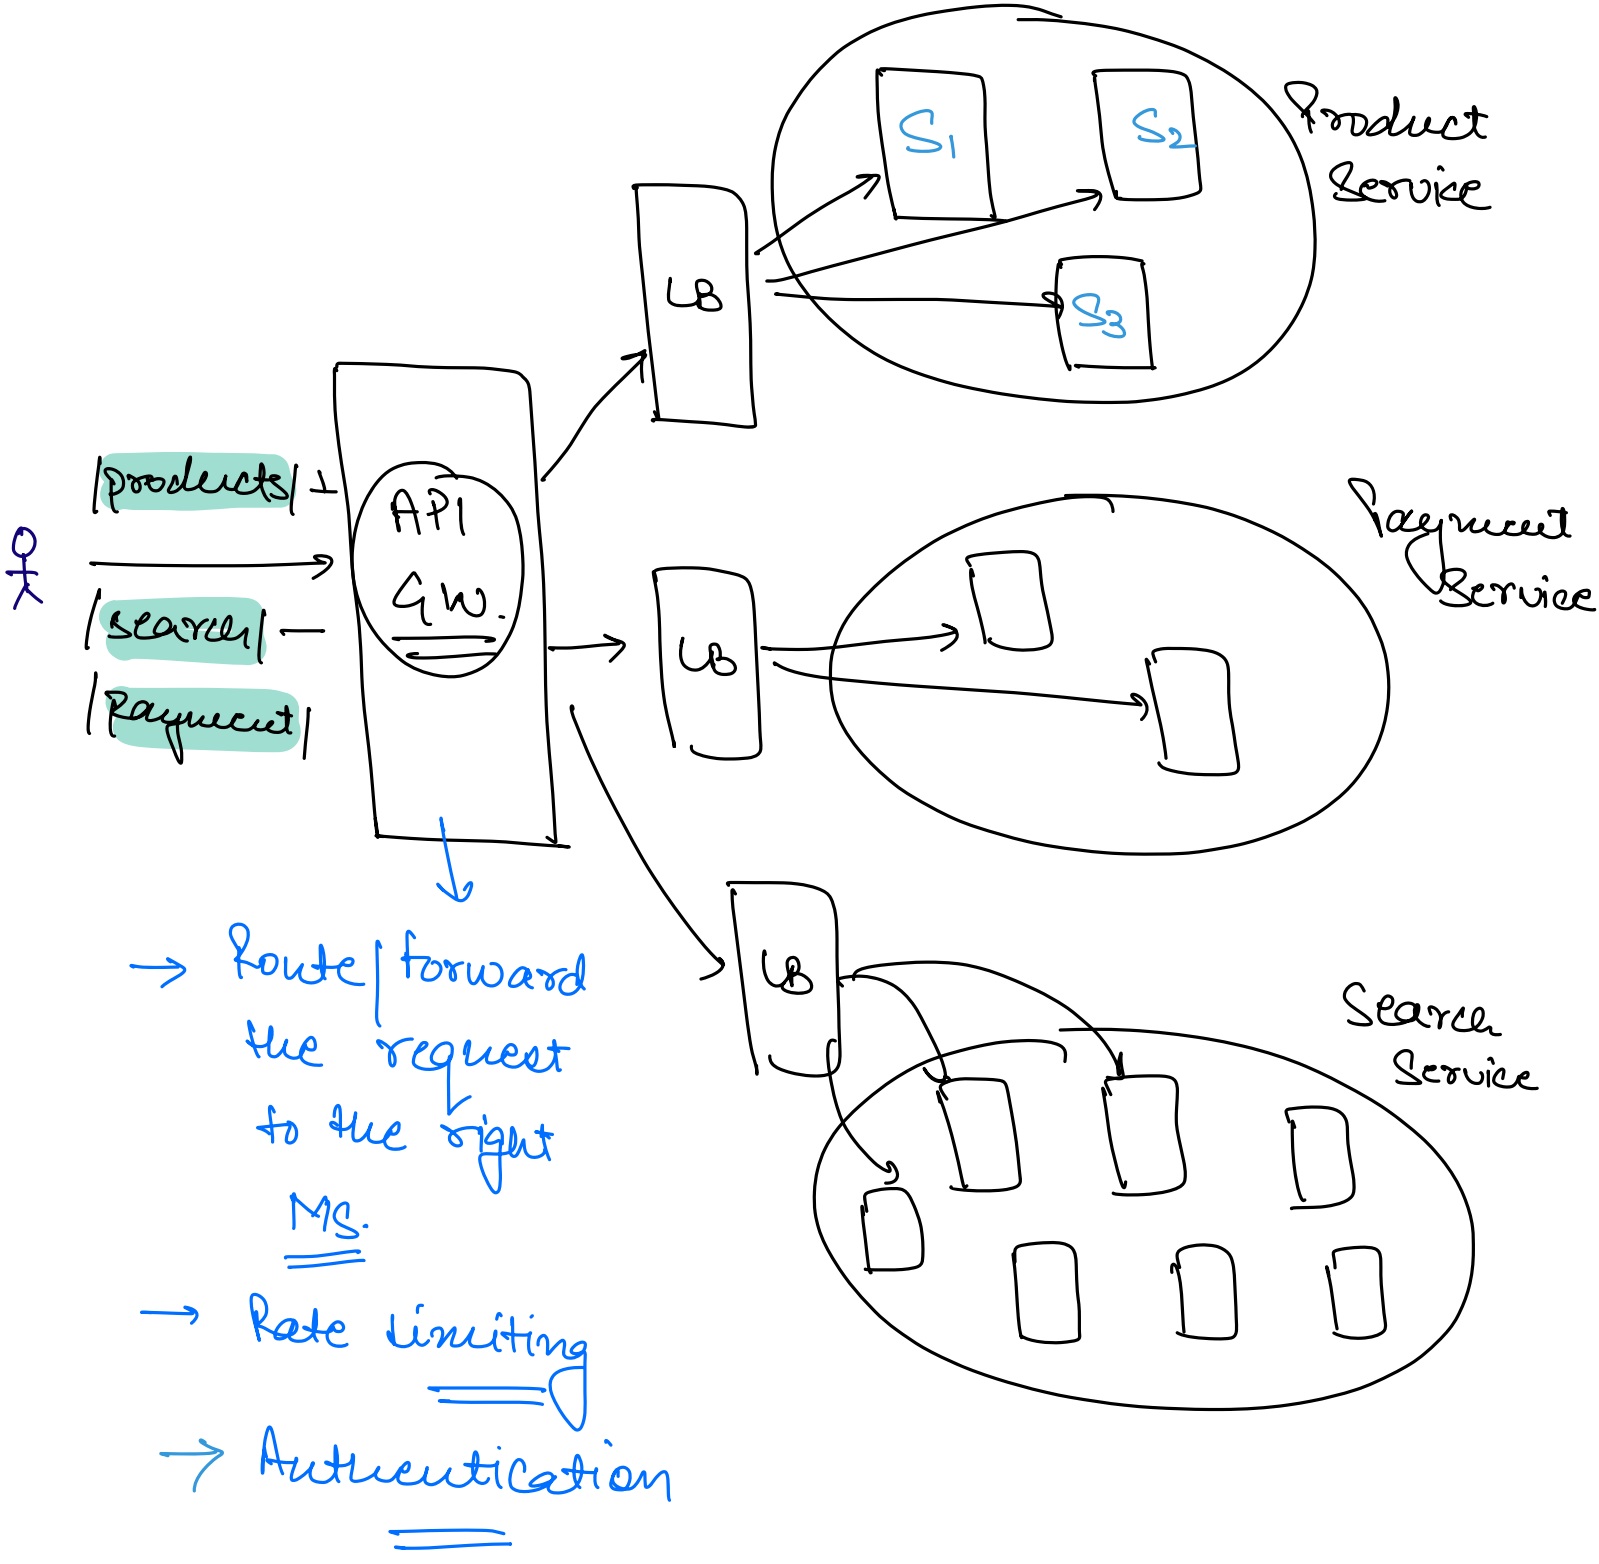 S1
S2
S3
Product
Service
LB
|products|
API
GW.
|search|
|Payment|
LB
Payment
Service
LB
Search
Service
→ Route/forward
the request
to the right
MS.
→ Rate Limiting
→ Authentication